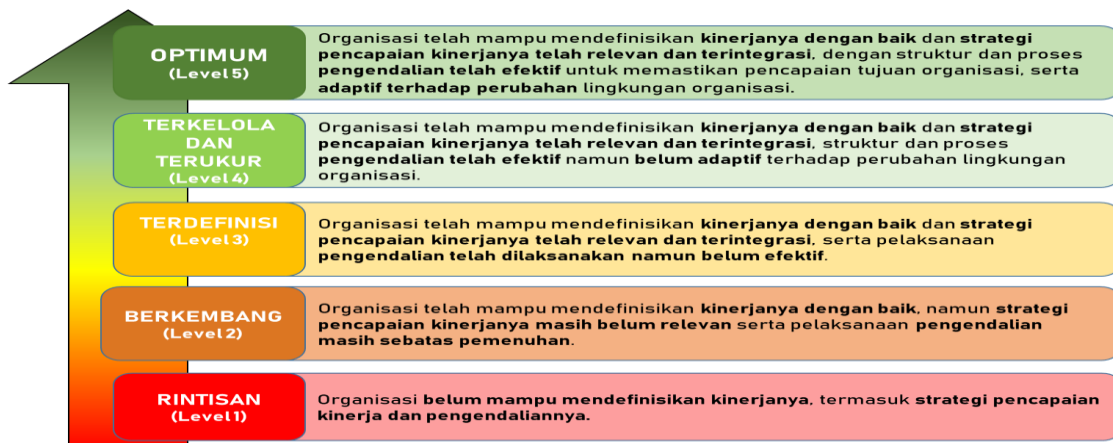 OPTIMUM
(Level 5)
Organisasi telah mampu mendefinisikan kinerjanya dengan baik dan strategi
pencapaian kinerjanya telah relevan dan terintegrasi, dengan struktur dan proses
pengendalian telah efektif untuk memastikan pencapaian tujuan organisasi, serta
adaptif terhadap perubahan lingkungan organisasi.
TERKELOLA
DAN
TERUKUR
(Level 4)
Organisasi telah mampu mendefinisikan kinerjanya dengan baik dan strategi
pencapaian kinerjanya telah relevan dan terintegrasi, struktur dan proses
pengendalian telah efektif namun belum adaptif terhadap perubahan lingkungan
organisasi.
TERDEFINISI
(Level 3)
Organisasi telah mampu mendefinisikan kinerjanya dengan baik dan strategi
pencapaian kinerjanya telah relevan dan terintegrasi, serta pelaksanaan
pengendalian telah dilaksanakan namun belum efektif.
BERKEMBANG
(Level 2)
Organisasi telah mampu mendefinisikan kinerjanya dengan baik, namun strategi
pencapaian kinerjanya masih belum relevan serta pelaksanaan pengendalian
masih sebatas pemenuhan.
RINTISAN
(Level 1)
Organisasi belum mampu mendefinisikan kinerjanya, termasuk strategi pencapaian
kinerja dan pengendaliannya.